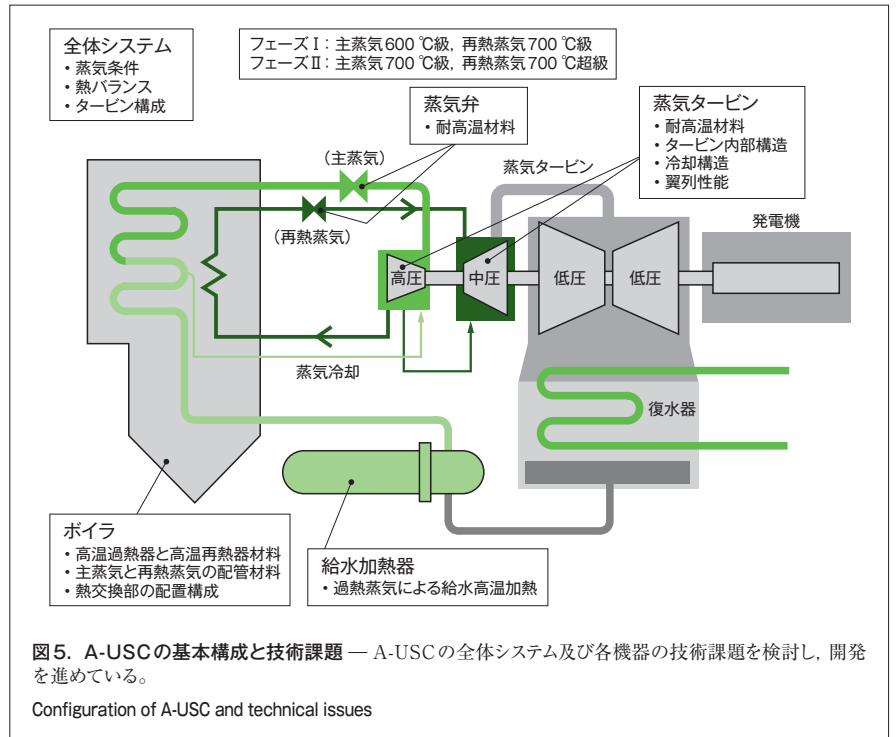 全体システム
・蒸気条件
・熱バランス
・タービン構成
フェーズⅠ：主蒸気600 ℃級，再熱蒸気700 ℃級
フェーズⅡ：主蒸気700 ℃級，再熱蒸気700 ℃超級
蒸気弁
・耐高温材料
蒸気タービン
・耐高温材料
・タービン内部構造
・冷却構造
・翼列性能
（主蒸気）
蒸気タービン
（再熱蒸気）
発電機
高圧
中圧
低圧
低圧
蒸気冷却
復水器
ボイラ
・高温過熱器と高温再熱器材料
・主蒸気と再熱蒸気の配管材料
・熱交換部の配置構成
給水加熱器
・過熱蒸気による給水高温加熱
図5．A-USCの基本構成と技術課題 — A-USCの全体システム及び各機器の技術課題を検討し，開発
を進めている。
Configuration of A-USC and technical issues